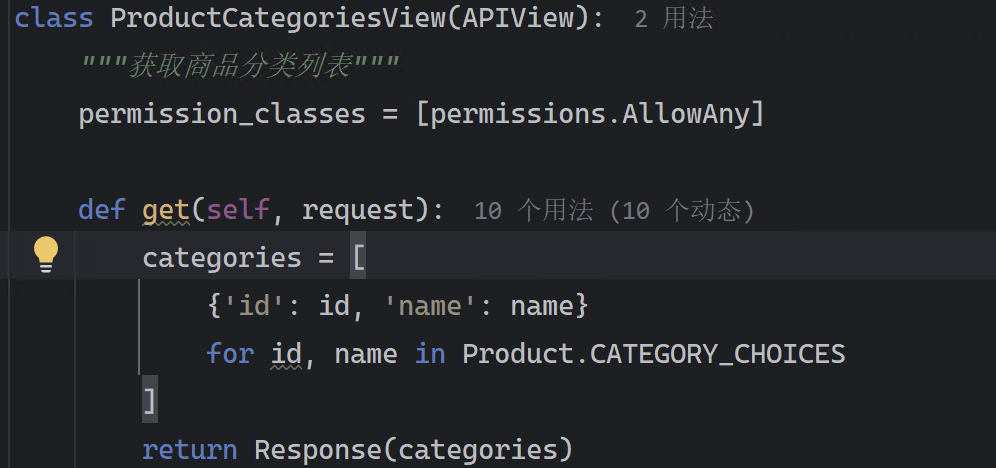 class ProductCategoriesView(APIView):  2 用法
    """获取商品分类列表"""
    permission_classes = [permissions.AllowAny]
    def get(self, request):  10 个用法 (10 个动态)
        categories = [
            {'id': id, 'name': name}
            for id, name in Product.CATEGORY_CHOICES
        ]
        return Response(categories)